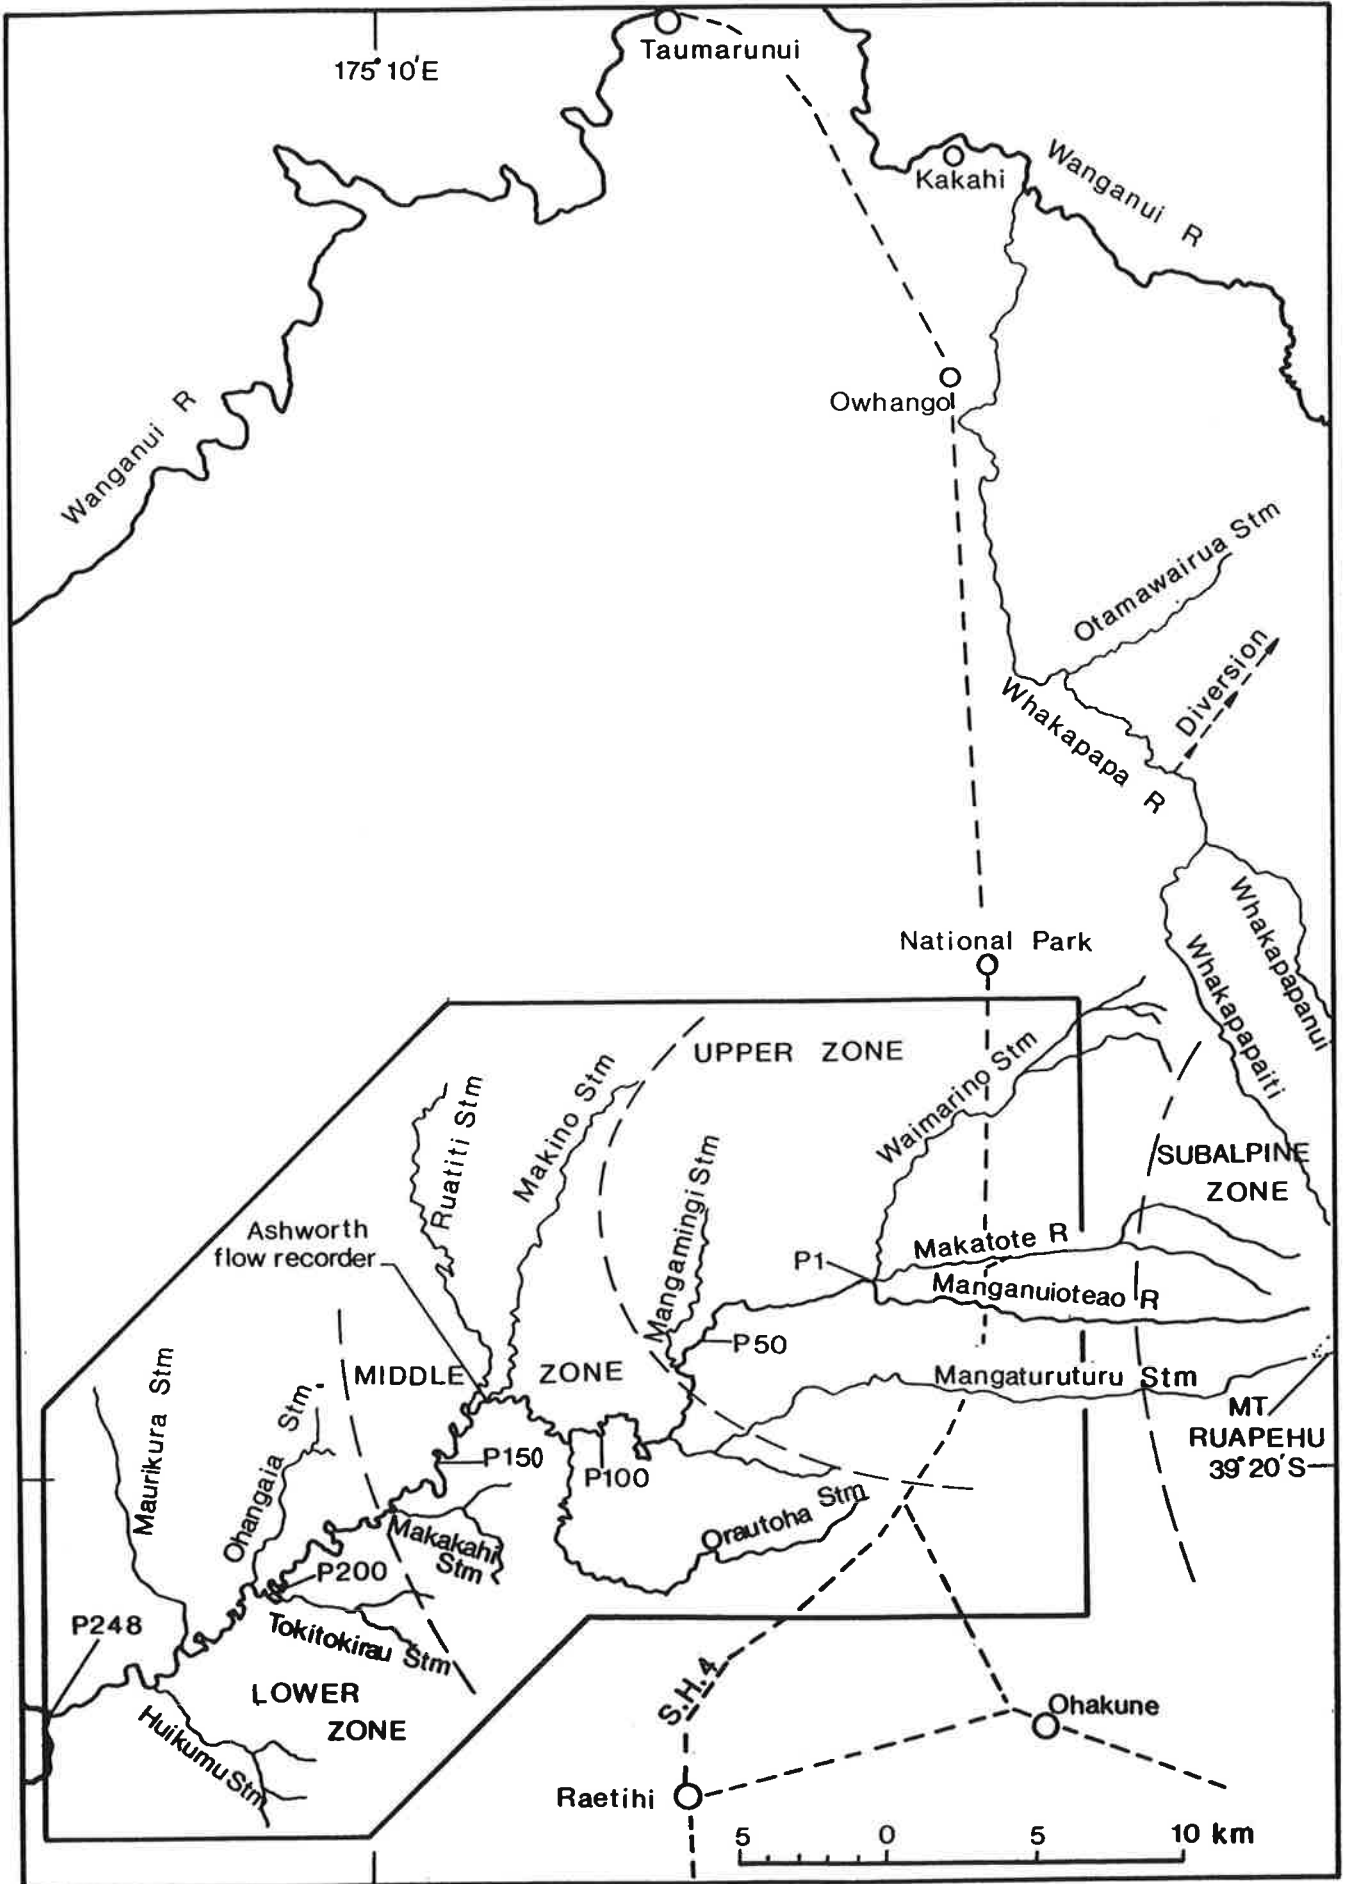 Taumarunui
175° 10'E
Kakahi
Wanganui R
Owhango
Wanganui R
Otamawairua Stm
Diversion
Whakapapa R
Whakapapanui
National Park
Whakapapaiti
UPPER ZONE
Waimarino Stm
Makino Stm
Ruatiti Stm
Mangamingi Stm
SUBALPINE
ZONE
Ashworth
flow recorder
Makatote R
P1
Manganuioteao R
P50
MIDDLE ZONE
Mangaturuturu Stm
Maurikura Stm
Ohangaia Stm
MT
RUAPEHU
39° 20'S
P150
P100
Orautoha Stm
Makakahi
Stm
P200
P248
Tokitokirau Stm
LOWER
ZONE
Huikumu Stm
S.H.4
Ohakune
Raetihi
5 0 5 10 km